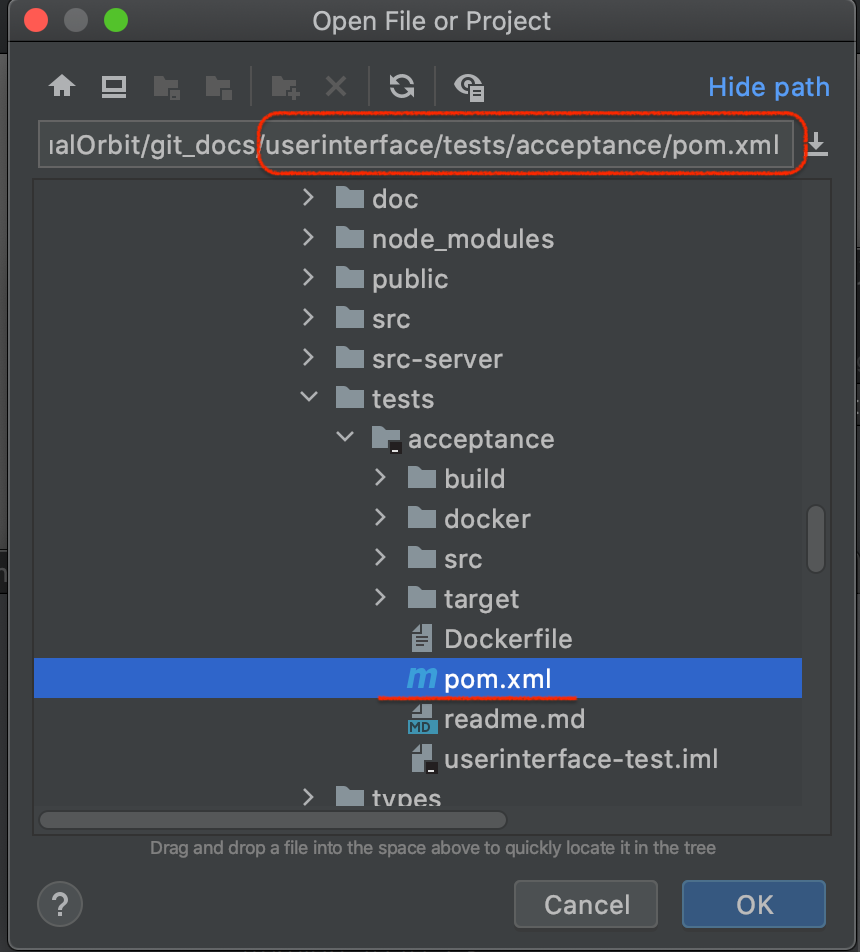 Open File or Project
Hide path
ıalOrbit/git_docs/userinterface/tests/acceptance/pom.xml
doc
node_modules
public
src
src-server
tests
acceptance
build
docker
src
target
Dockerfile
m pom.xml
MD readme.md
userinterface-test.iml
types
Drag and drop a file into the space above to quickly locate it in the tree
?
Cancel
OK